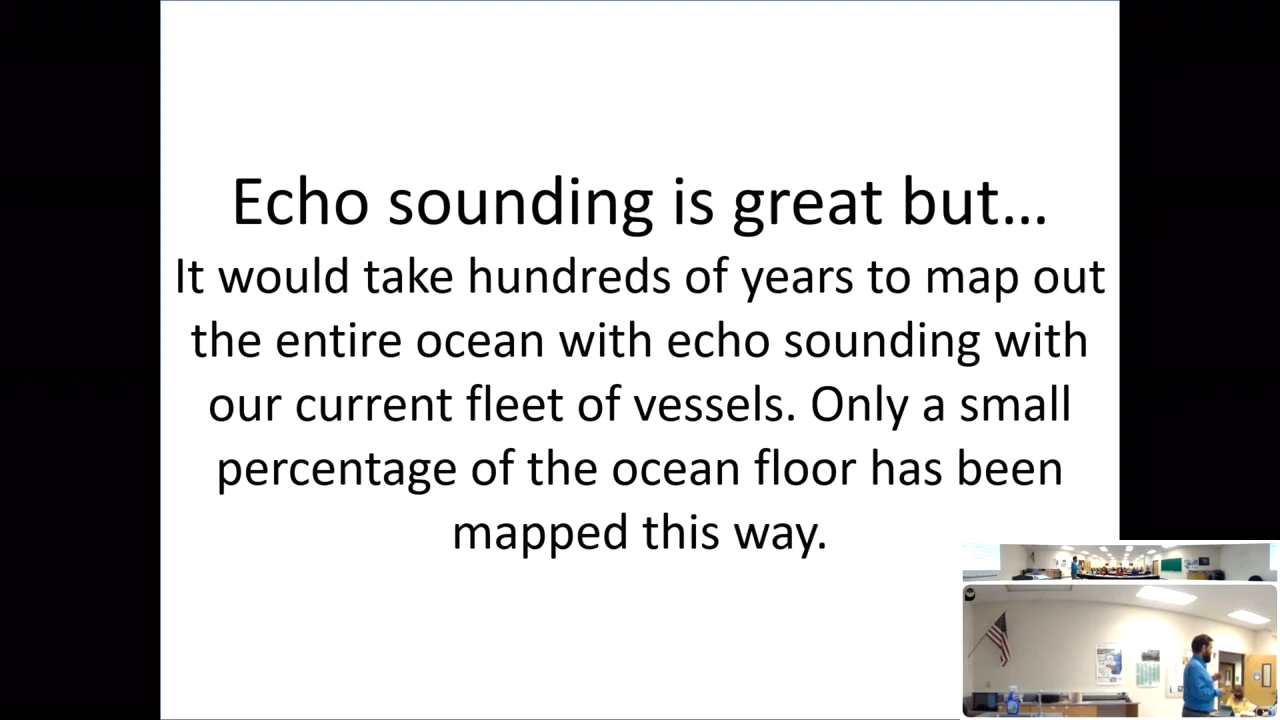 Echo sounding is great but…
It would take hundreds of years to map out
the entire ocean with echo sounding with
our current fleet of vessels. Only a small
percentage of the ocean floor has been
mapped this way.